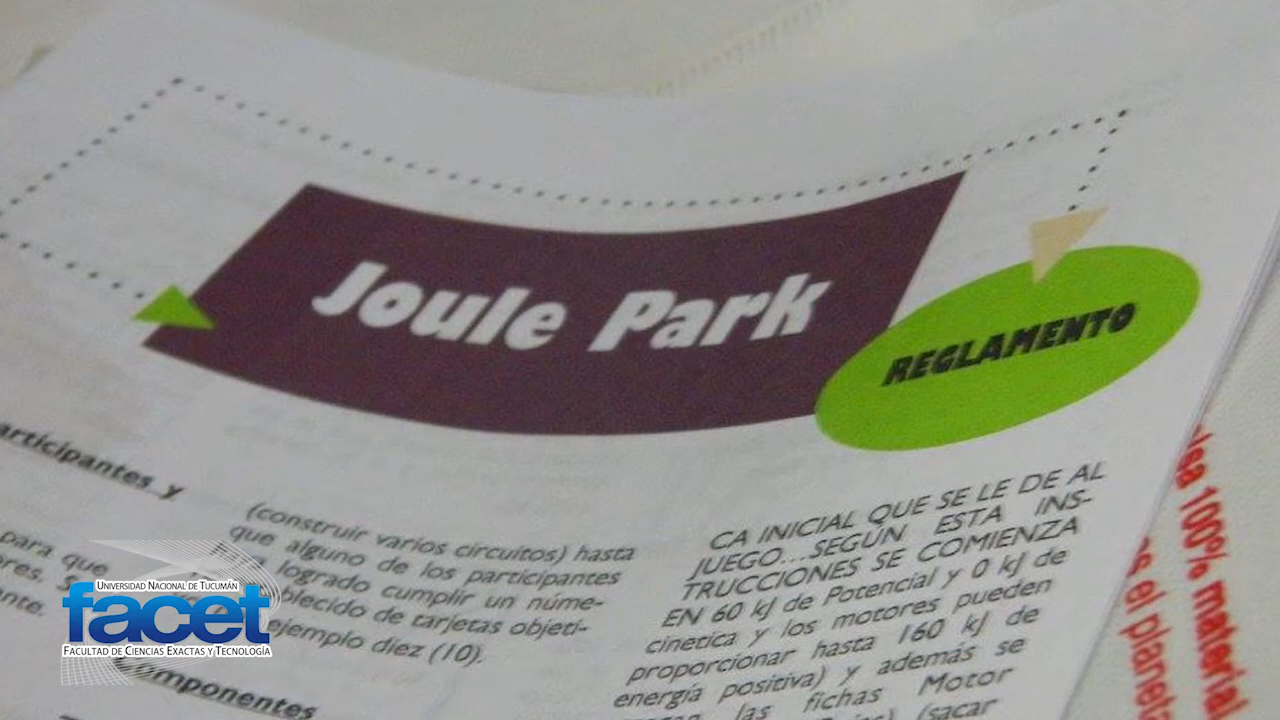 Joule Park
REGLAMENTO
articipantes y
para que
ante.
(construir varios circuitos) hasta
que alguno de los participantes
logrado cumplir un núme-
ablecido de tarjetas objeti-
ejemplo diez (10).
omponentes
CA INICIAL QUE SE LE DE AL
JUEGO...SEGÚN ESTA INS-
TRUCCIONES SE COMIENZA
EN 60 kJ de Potencial y 0 kJ de
cinetica y los motores pueden
proporcionar hasta 160 kJ de
energía positiva) y además se
las fichas Motor
(sacar
100% material
el planeta
UNIVERSIDAD NACIONAL DE TUCUMÁN
facet
FACULTAD DE CIENCIAS EXACTAS Y TECNOLOGÍA